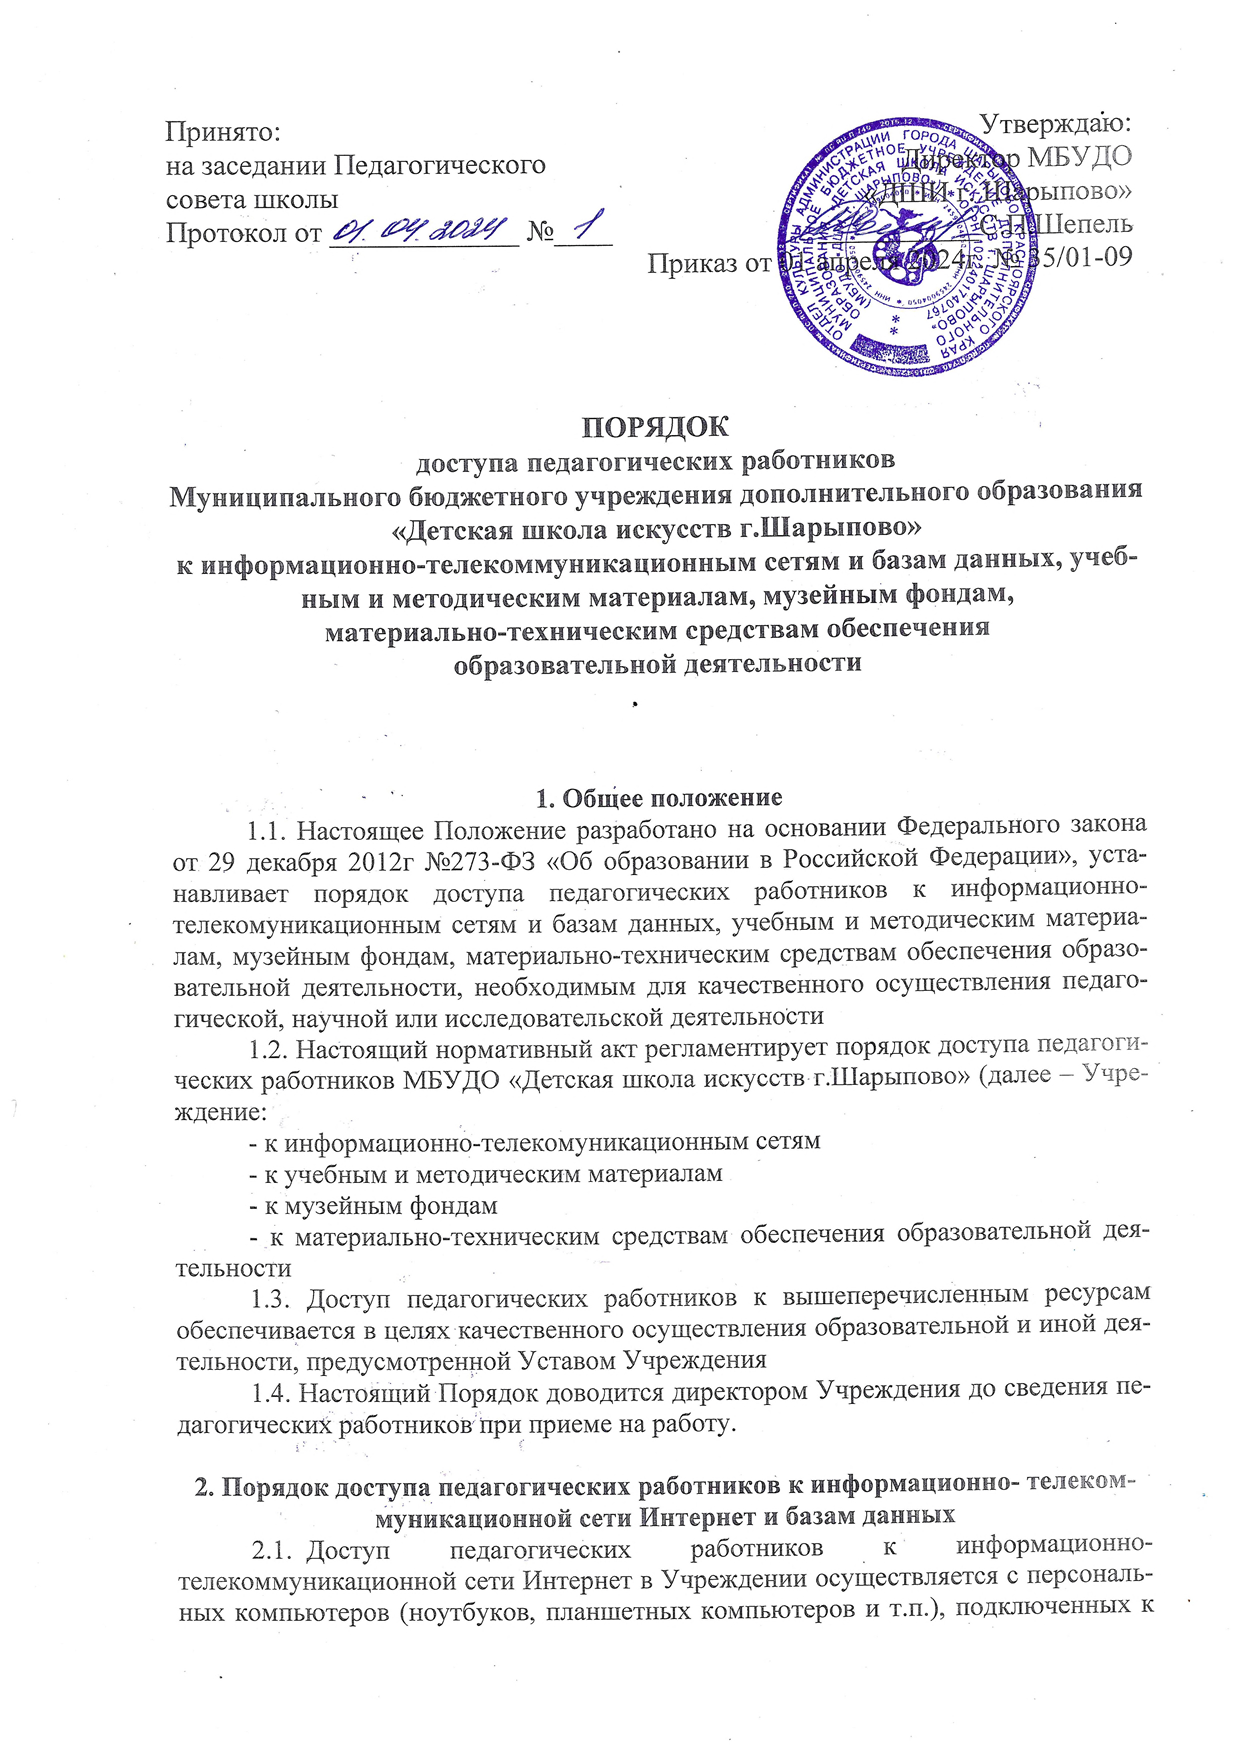 Принято:
на заседании Педагогического
совета школы
Протокол от 01.04.2024 № 1
Утверждаю:
Директор МБУДО
«ДШИ г. Шарыпово»
С.П.Шепель
Приказ от 01 апреля 2024г. № 35/01-09
ПОРЯДОК
доступа педагогических работников
Муниципального бюджетного учреждения дополнительного образования
«Детская школа искусств г.Шарыпово»
к информационно-телекоммуникационным сетям и базам данных, учеб-
ным и методическим материалам, музейным фондам,
материально-техническим средствам обеспечения
образовательной деятельности
1. Общее положение
1.1. Настоящее Положение разработано на основании Федерального закона
от 29 декабря 2012г №273-ФЗ «Об образовании в Российской Федерации», уста-
навливает порядок доступа педагогических работников к информационно-
телекомуникационным сетям и базам данных, учебным и методическим материа-
лам, музейным фондам, материально-техническим средствам обеспечения образо-
вательной деятельности, необходимым для качественного осуществления педаго-
гической, научной или исследовательской деятельности
1.2. Настоящий нормативный акт регламентирует порядок доступа педагоги-
ческих работников МБУДО «Детская школа искусств г.Шарыпово» (далее – Учре-
ждение:
- к информационно-телекомуникационным сетям
- к учебным и методическим материалам
- к музейным фондам
- к материально-техническим средствам обеспечения образовательной дея-
тельности
1.3. Доступ педагогических работников к вышеперечисленным ресурсам
обеспечивается в целях качественного осуществления образовательной и иной дея-
тельности, предусмотренной Уставом Учреждения
1.4. Настоящий Порядок доводится директором Учреждения до сведения пе-
дагогических работников при приеме на работу.
2. Порядок доступа педагогических работников к информационно- телеком-
муникационной сети Интернет и базам данных
2.1. Доступ педагогических работников к информационно-
телекоммуникационной сети Интернет в Учреждении осуществляется с персональ-
ных компьютеров (ноутбуков, планшетных компьютеров и т.п.), подключенных к